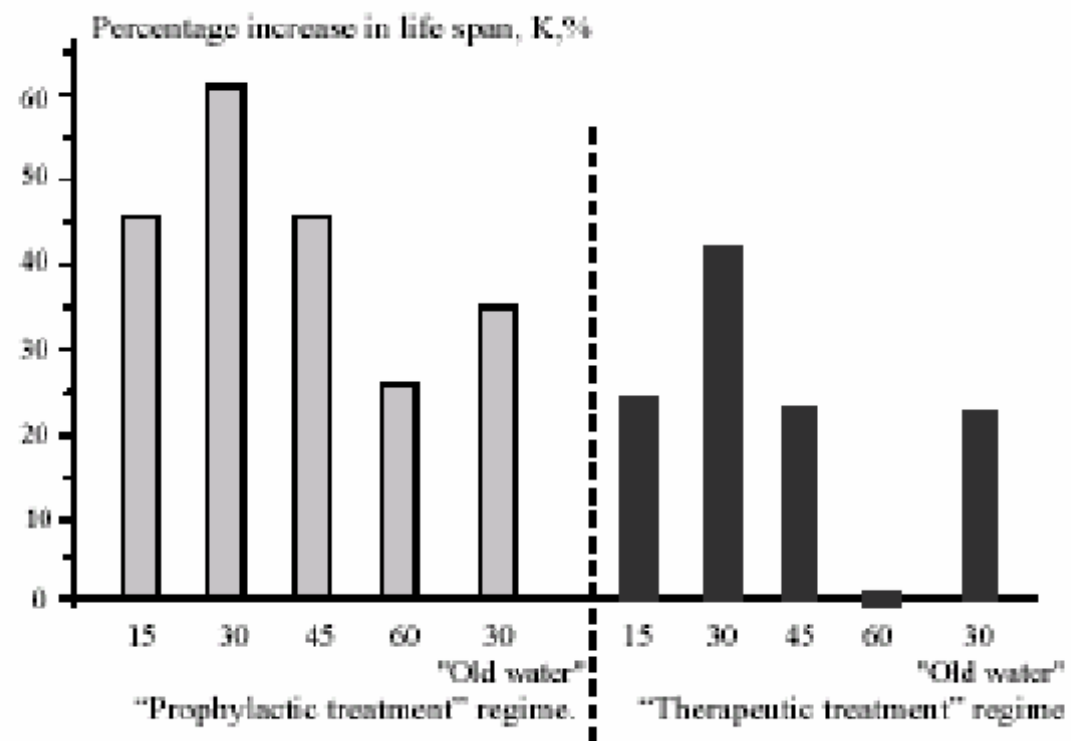 Percentage increase in life span, K,%
60
50
40
30
20
10
0
15 30 45 60 30 15 30 45 60 30
"Old water" "Old water"
“Prophylactic treatment” regime. “Therapeutic treatment” regime